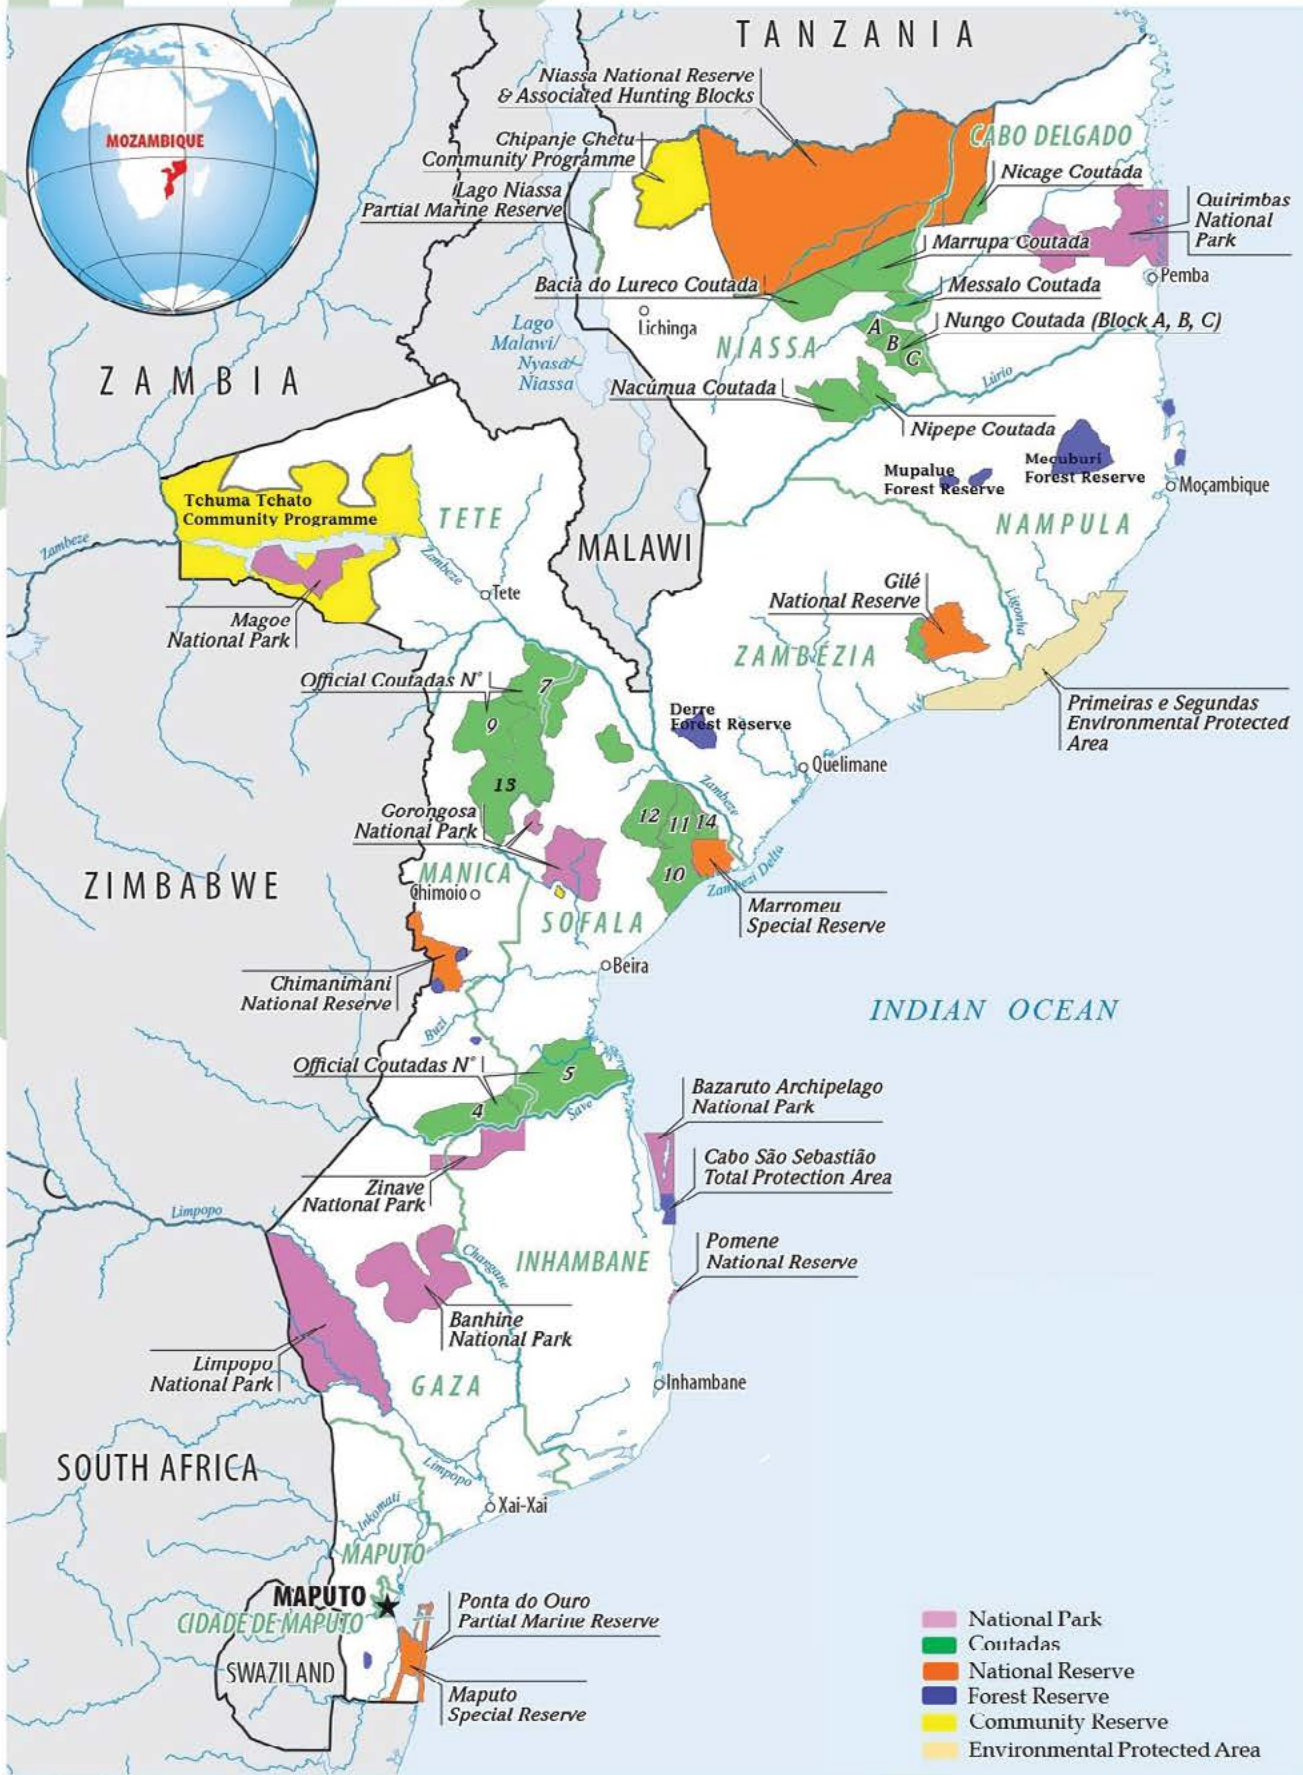 TANZANIA
MOZAMBIQUE
Niassa National Reserve
& Associated Hunting Blocks
CABO DELGADO
Chipanje Chetu
Community Programme
Nicage Coutada
Lago Niassa
Partial Marine Reserve
Quirimbas
National
Park
Marrupa Coutada
Pemba
Bacia do Lureco Coutada
Messalo Coutada
Lichinga
Nungo Coutada (Block A, B, C)
A
B
C
Lago
Malawi/
Nyasa/
Niassa
NIASSA
ZAMBIA
Nacúmua Coutada
Lúrio
Nipepe Coutada
Mecuburi
Forest Reserve
Mupalue
Forest Reserve
Moçambique
Tchuma Tchato
Community Programme
TETE
NAMPULA
Zambeze
MALAWI
Zambeze
Tete
Gilé
National Reserve
Ligonha
Magoe
National Park
ZAMBÉZIA
Official Coutadas N°
7
9
Primeiras e Segundas
Environmental Protected
Area
Derre
Forest Reserve
Quelimane
13
Zambeze
Gorongosa
National Park
12
11
14
MANICA
10
Zambezi Delta
ZIMBABWE
Chimoio
SOFALA
Marromeu
Special Reserve
Beira
Chimanimani
National Reserve
INDIAN OCEAN
Buzi
Official Coutadas N°
5
4
Save
Bazaruto Archipelago
National Park
Cabo São Sebastião
Total Protection Area
Zinave
National Park
Limpopo
Pomene
National Reserve
INHAMBANE
Changane
Banhine
National Park
Limpopo
National Park
GAZA
Inhambane
SOUTH AFRICA
Limpopo
Xai-Xai
Inkomati
MAPUTO
MAPUTO
CIDADE DE MAPUTO
Ponta do Ouro
Partial Marine Reserve
SWAZILAND
Maputo
Special Reserve
National Park
Coutadas
National Reserve
Forest Reserve
Community Reserve
Environmental Protected Area